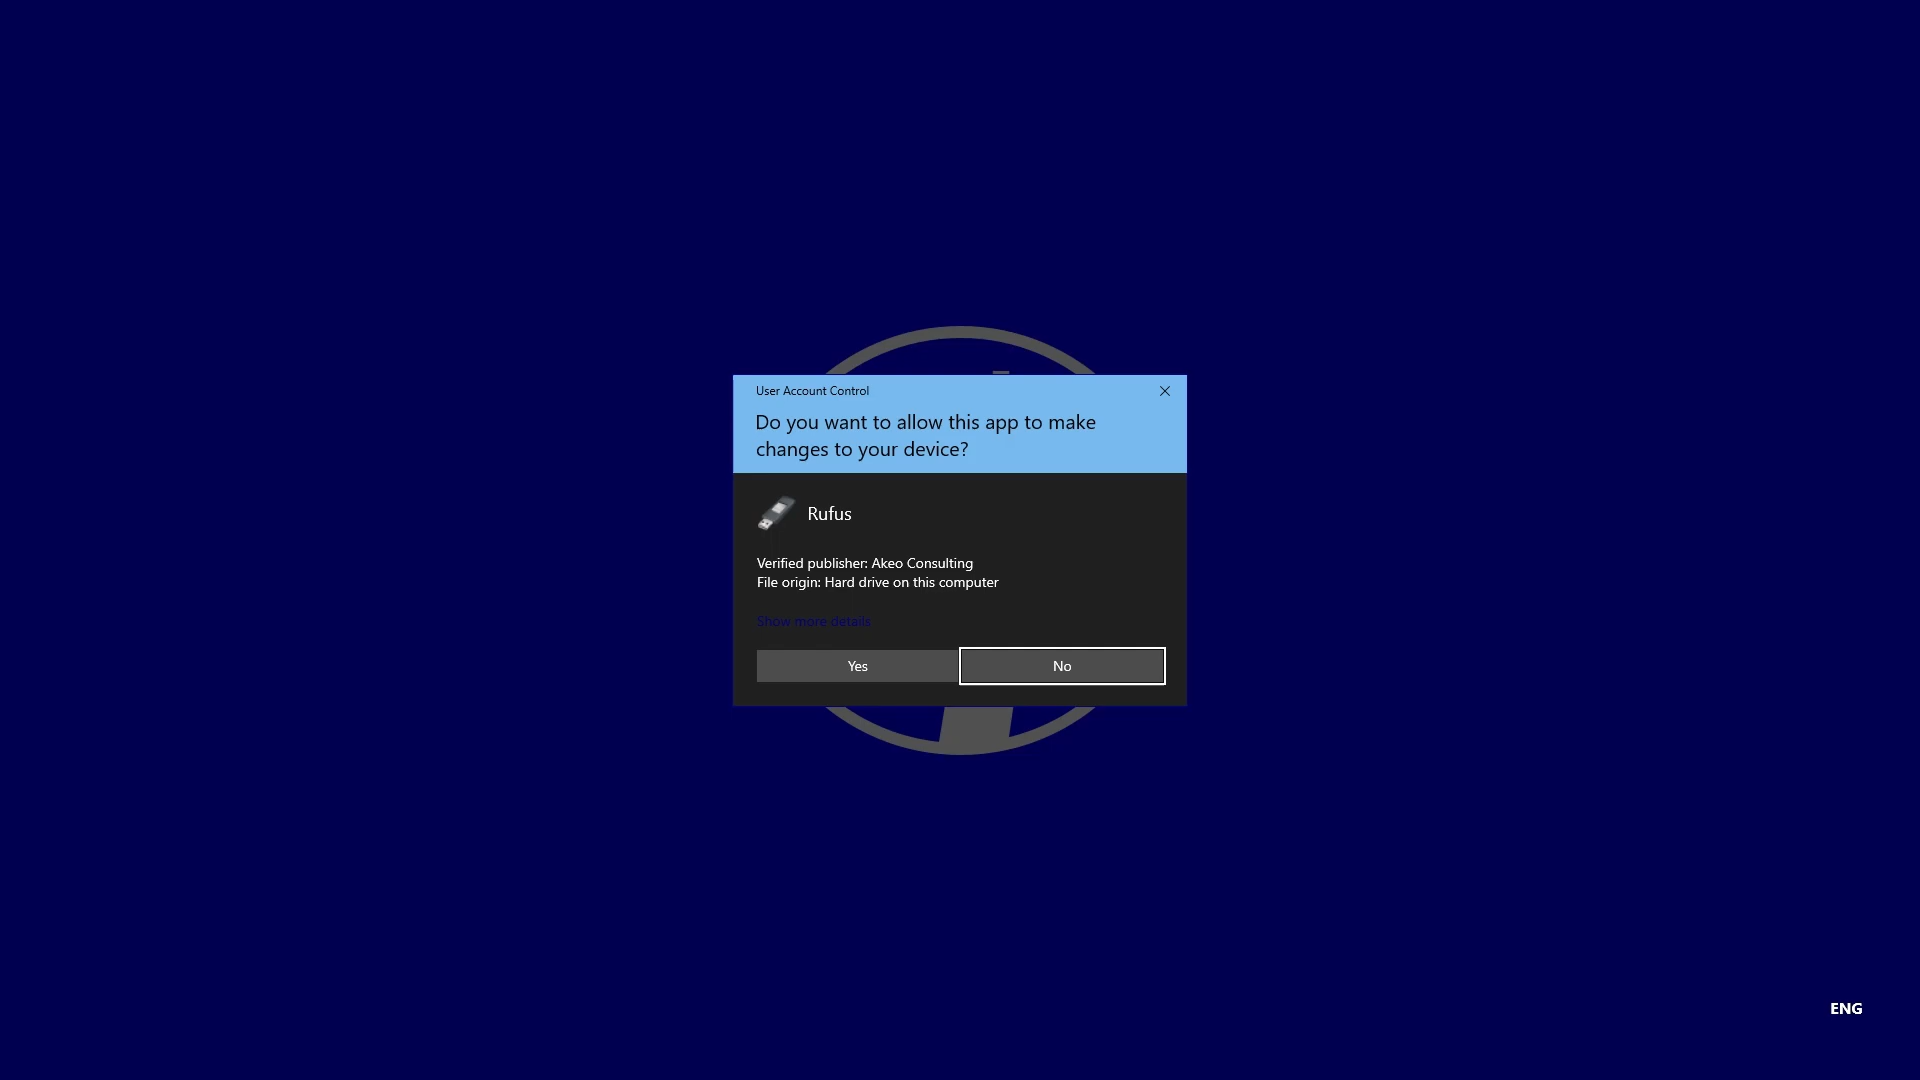 User Account Control
Do you want to allow this app to make
changes to your device?
Rufus
Verified publisher: Akeo Consulting
File origin: Hard drive on this computer
Show more details
Yes
No
ENG